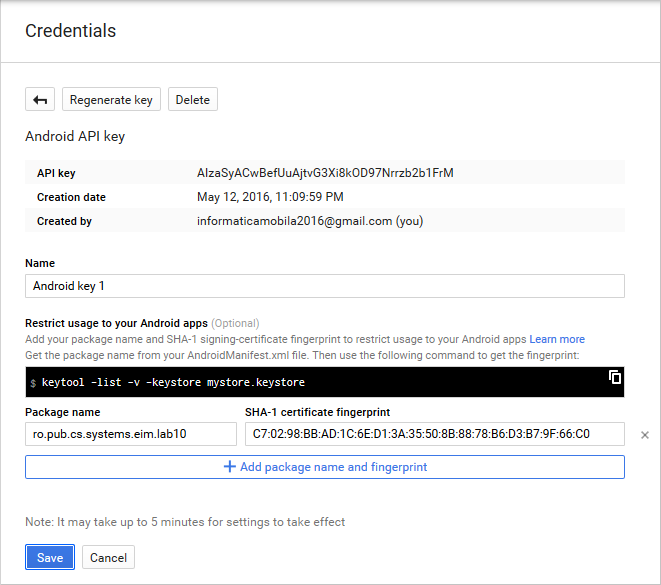 Credentials
Regenerate key
Delete
Android API key
API key AIzaSyACwBefUuAjtvG3Xi8kOD97Nrrzb2b1FrM
Creation date May 12, 2016, 11:09:59 PM
Created by informaticamobila2016@gmail.com (you)
Name
Android key 1
Restrict usage to your Android apps (Optional)
Add your package name and SHA-1 signing-certificate fingerprint to restrict usage to your Android apps Learn more
Get the package name from your AndroidManifest.xml file. Then use the following command to get the fingerprint:
$ keytool -list -v -keystore mystore.keystore
Package name SHA-1 certificate fingerprint
ro.pub.cs.systems.eim.lab10 C7:02:98:BB:AD:1C:6E:D1:3A:35:50:8B:88:78:B6:D3:B7:9F:66:C0
+ Add package name and fingerprint
Note: It may take up to 5 minutes for settings to take effect
Save Cancel